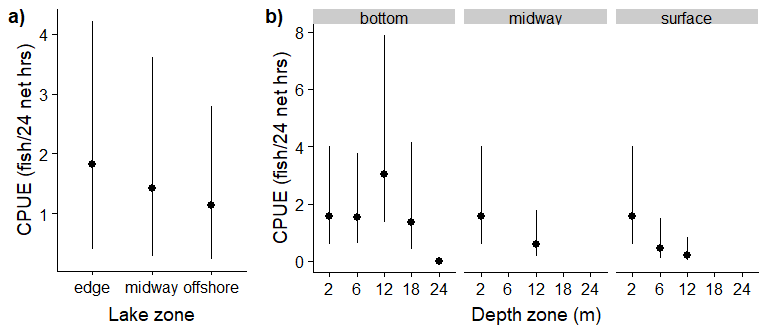 a)
CPUE (fish/24 net hrs)
4
3
2
1
edge midway offshore
Lake zone
b)
bottom midway surface
CPUE (fish/24 net hrs)
8
6
4
2
0
2 6 12 18 24 2 6 12 18 24 2 6 12 18 24
Depth zone (m)